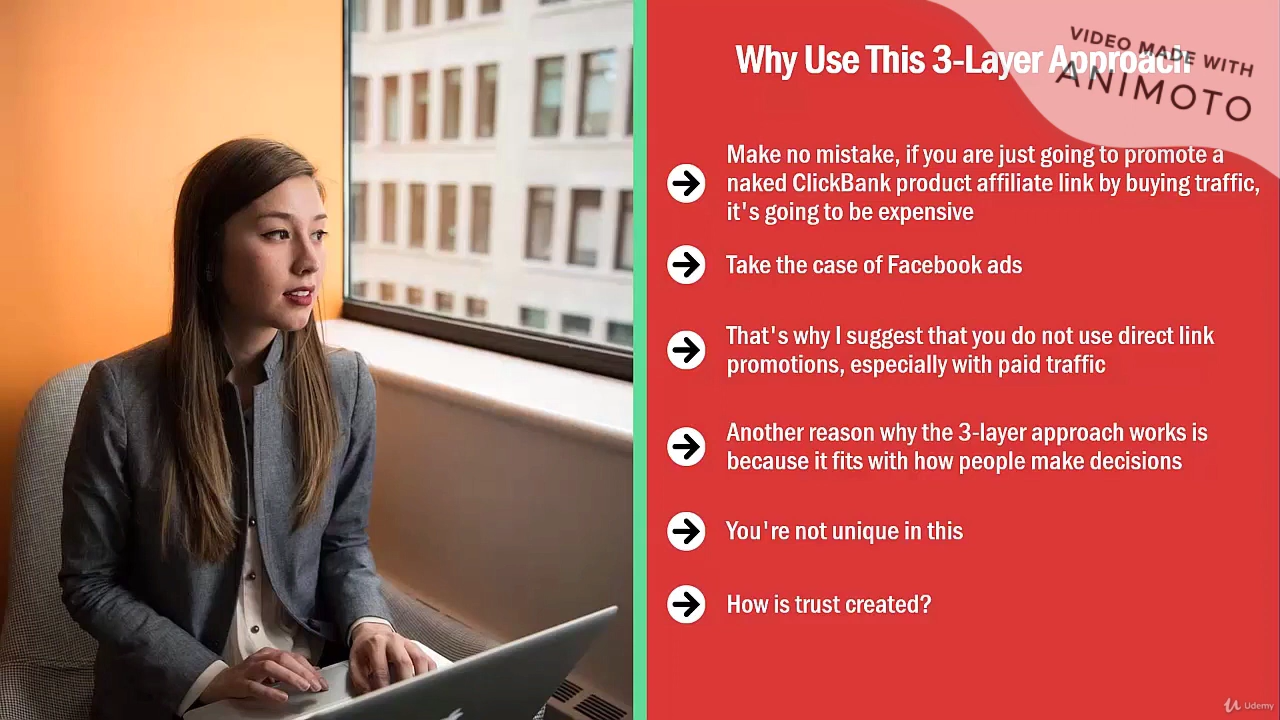 Why Use This 3-Layer Approach
VIDEO MADE WITH
ANIMOTO
Make no mistake, if you are just going to promote a
naked ClickBank product affiliate link by buying traffic,
it's going to be expensive
Take the case of Facebook ads
That's why I suggest that you do not use direct link
promotions, especially with paid traffic
Another reason why the 3-layer approach works is
because it fits with how people make decisions
You're not unique in this
How is trust created?
Udemy